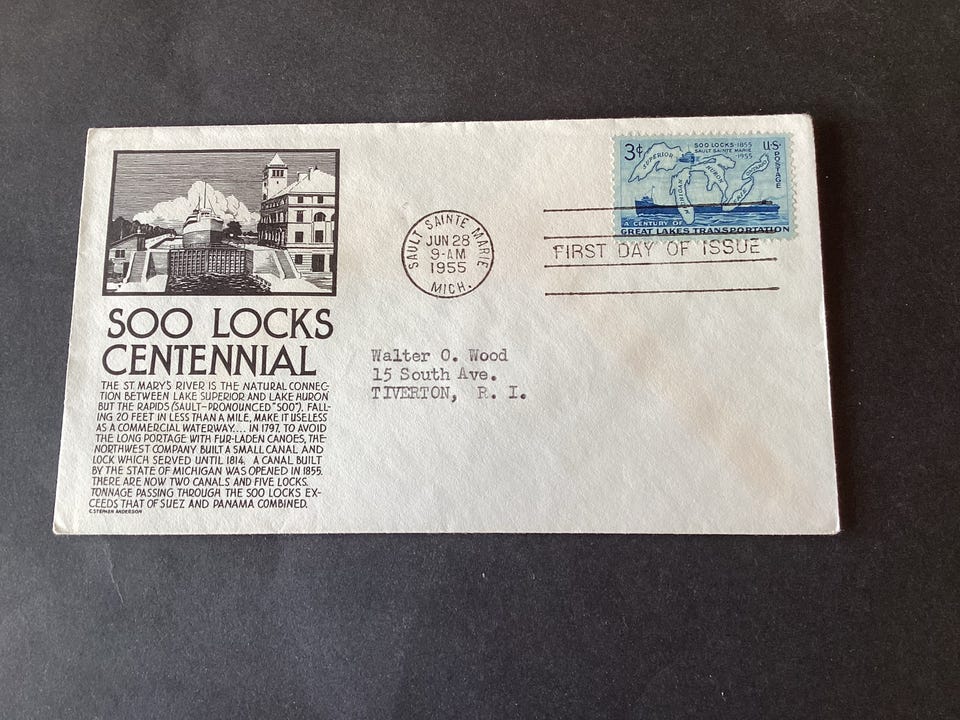 3¢
SOO LOCKS·1855
SAULT SAINTE MARIE
1955
U·S·
POSTAGE
SUPERIOR
MICHIGAN
HURON
ERIE
ONTARIO
A CENTURY OF
GREAT LAKES TRANSPORTATION
SAULT SAINTE MARIE
JUN 28
9-AM
1955
MICH.
FIRST DAY OF ISSUE
SOO LOCKS
CENTENNIAL
THE ST. MARY'S RIVER IS THE NATURAL CONNEC-
TION BETWEEN LAKE SUPERIOR AND LAKE HURON
BUT THE RAPIDS (SAULT-PRONOUNCED "SOO"), FALL-
ING 20 FEET IN LESS THAN A MILE, MAKE IT USELESS
AS A COMMERCIAL WATERWAY.... IN 1797, TO AVOID
THE LONG PORTAGE WITH FUR-LADEN CANOES, THE
NORTHWEST COMPANY BUILT A SMALL CANAL AND
LOCK WHICH SERVED UNTIL 1814. A CANAL BUILT
BY THE STATE OF MICHIGAN WAS OPENED IN 1855.
THERE ARE NOW TWO CANALS AND FIVE LOCKS.
TONNAGE PASSING THROUGH THE SOO LOCKS EX-
CEEDS THAT OF SUEZ AND PANAMA COMBINED.
C. STEPHEN ANDERSON
Walter O. Wood
15 South Ave.
TIVERTON, R. I.